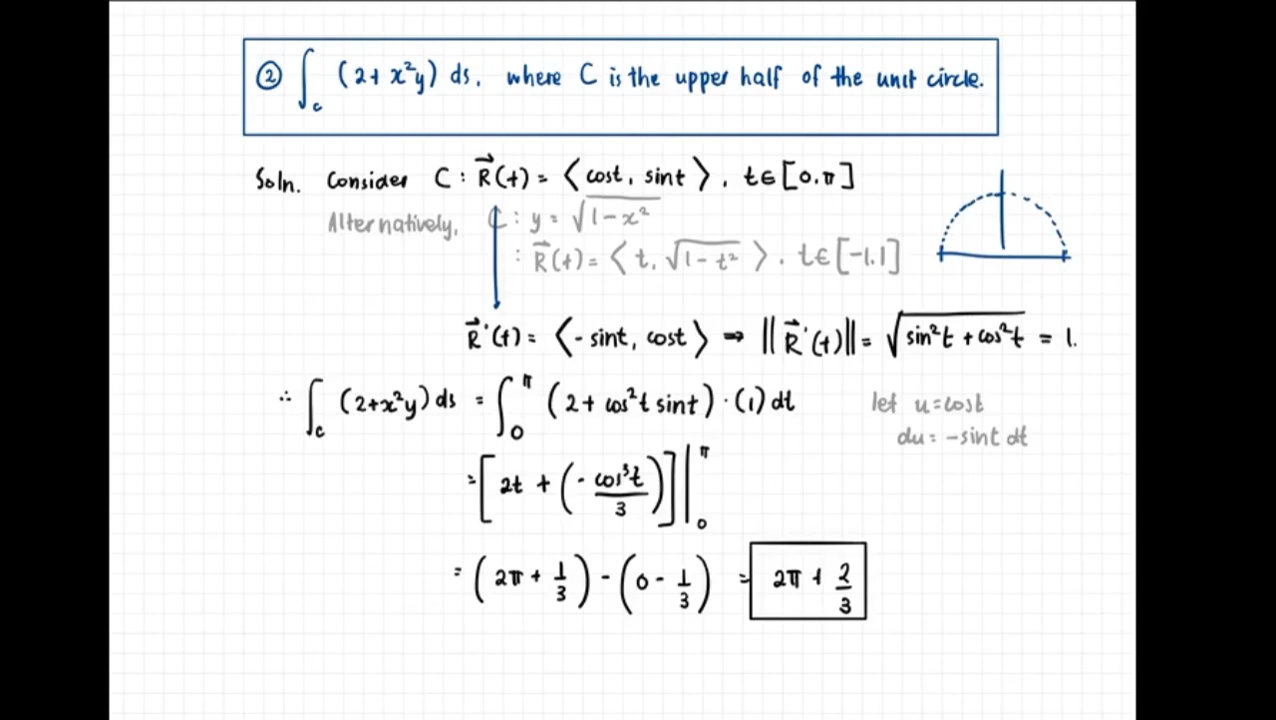 ② ∫_C (2+ x²y) ds, where C is the upper half of the unit circle.
Soln. Consider C : R⃗(t) = ⟨cost, sint⟩, t∈[0,π]
Alternatively, C : y = √(1-x²)
: R⃗(t) = ⟨t, √(1-t²)⟩, t∈[-1,1]
R⃗'(t) = ⟨-sint, cost⟩ ⇒ ||R⃗'(t)|| = √(sin²t + cos²t) = 1.
∴ ∫_C (2+x²y) ds = ∫_0^π (2+ cos²t sint)·(1) dt
let u=cost
du = -sint dt
= [2t + (-cos³t/3)] |_0^π
= (2π + 1/3) - (0 - 1/3) = 2π + 2/3